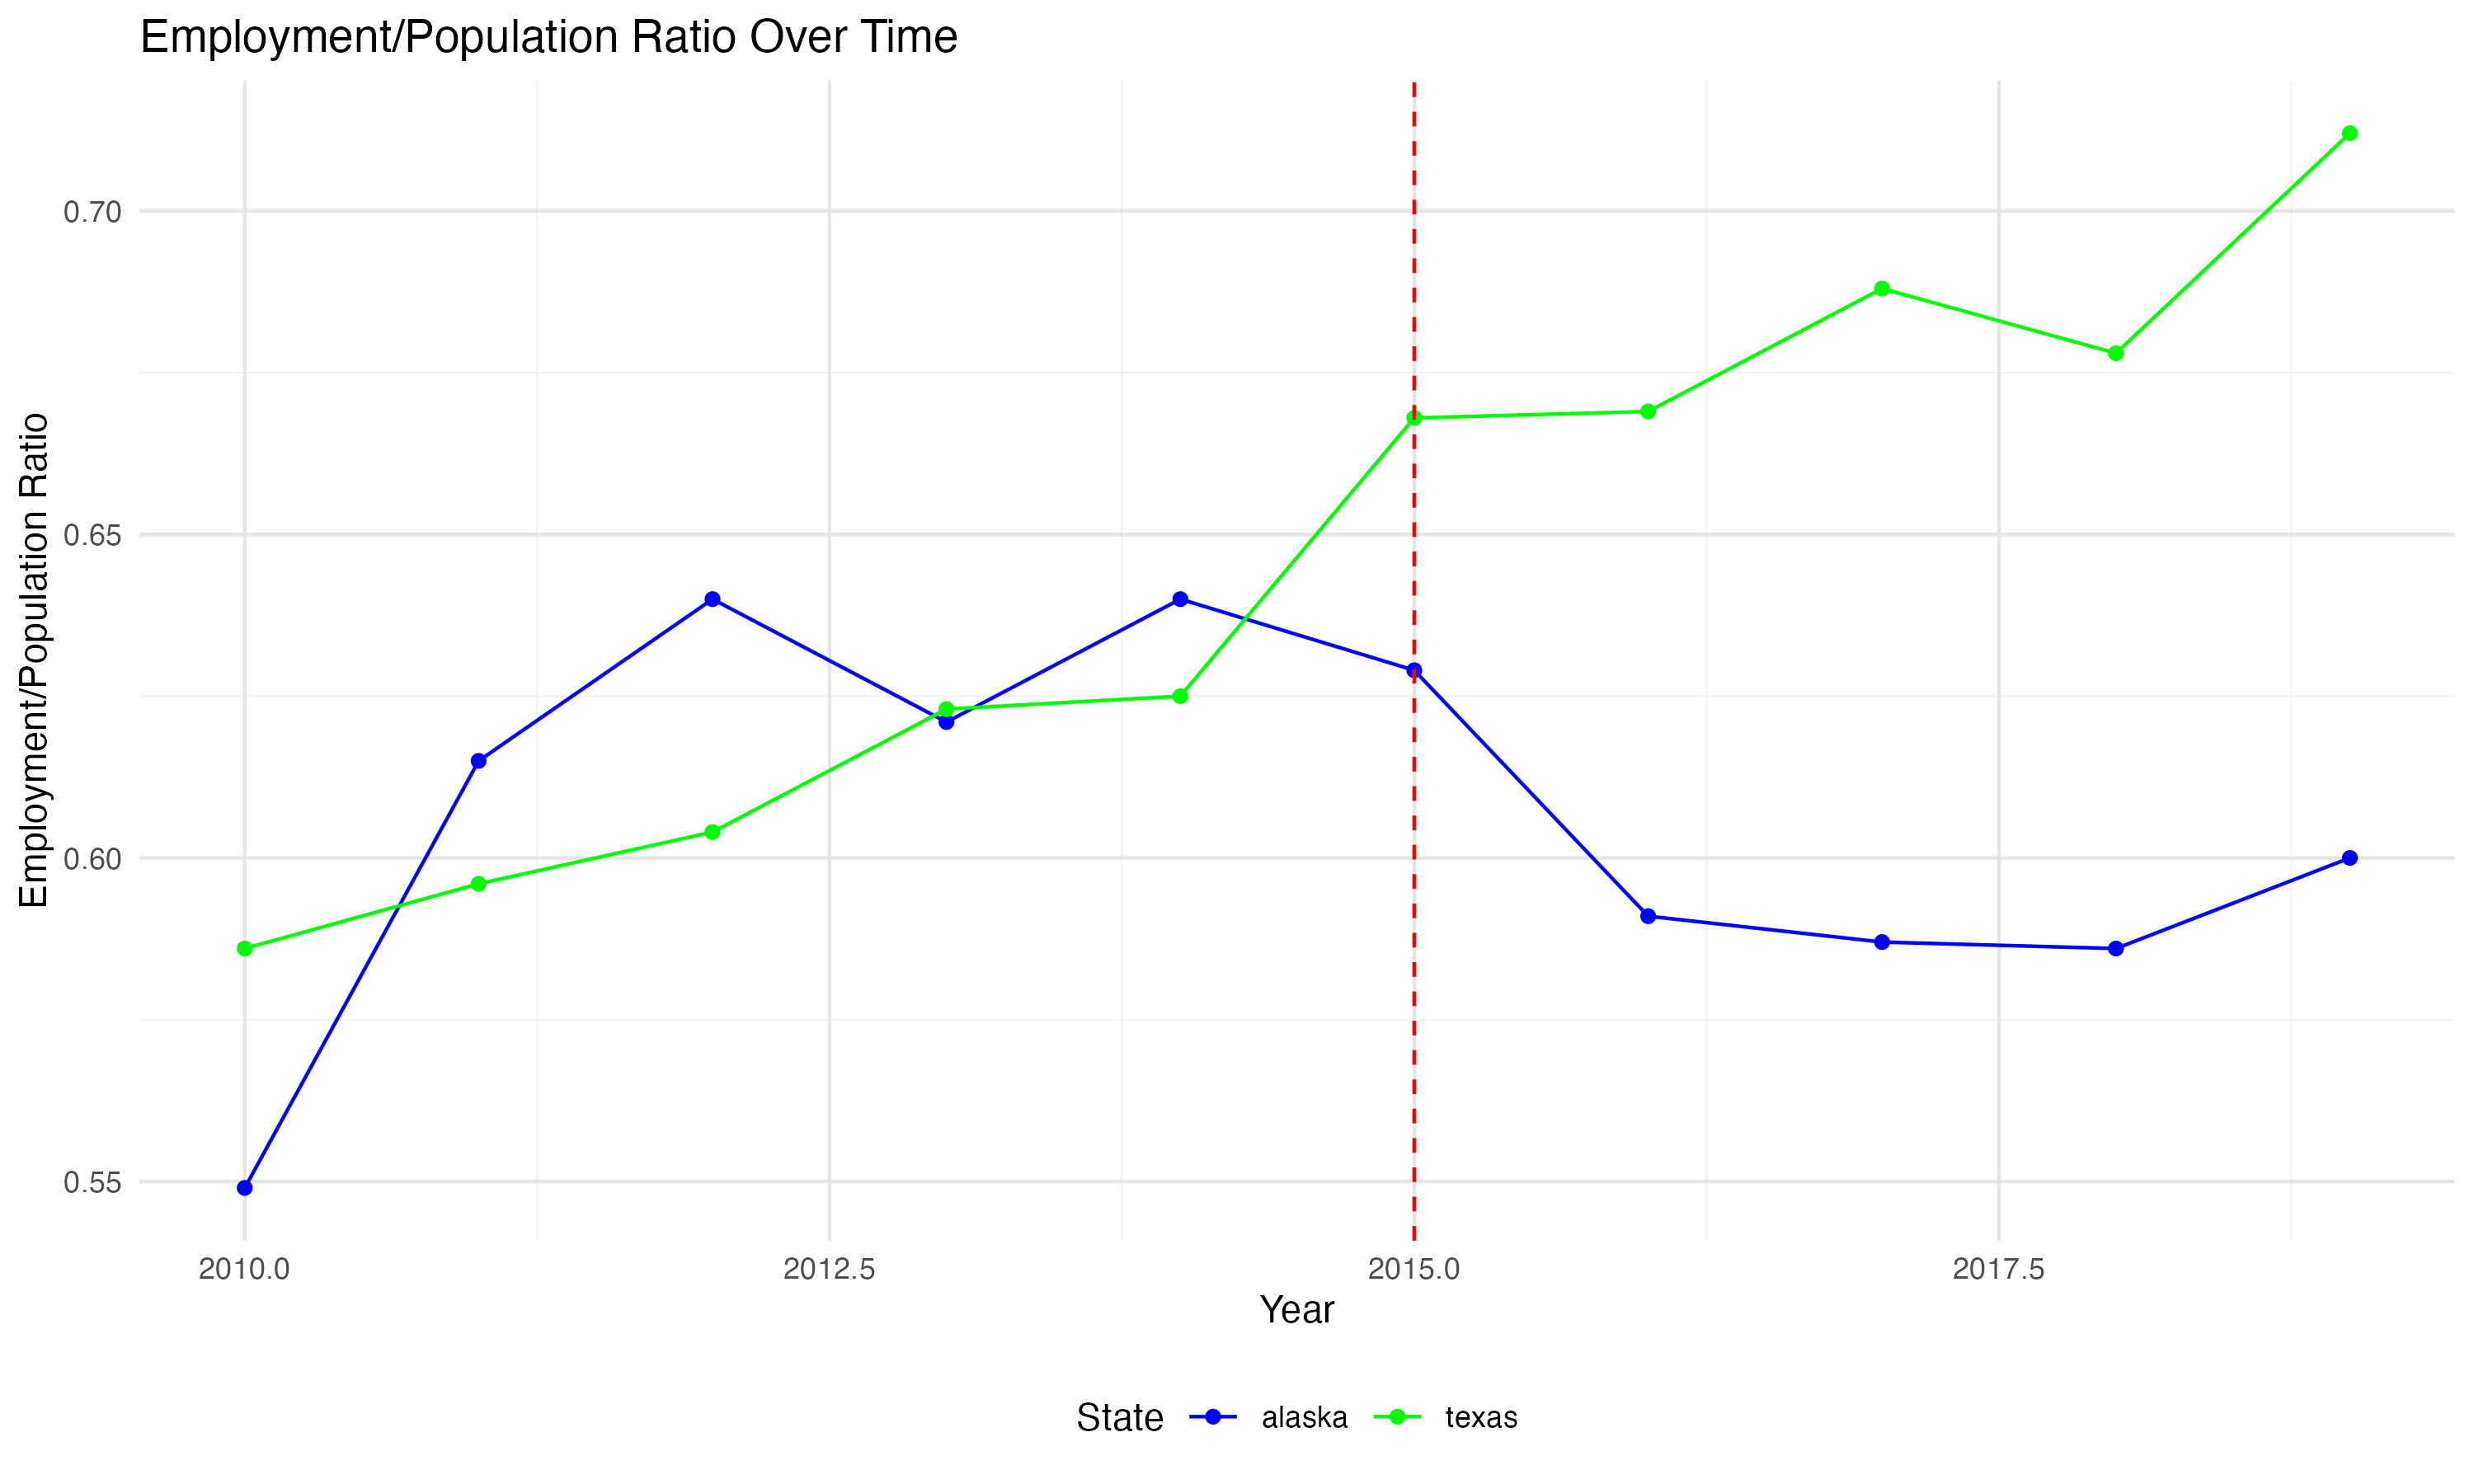 Employment/Population Ratio Over Time
Employment/Population Ratio
0.70
0.65
0.60
0.55
2010.0 2012.5 2015.0 2017.5
Year
State alaska texas